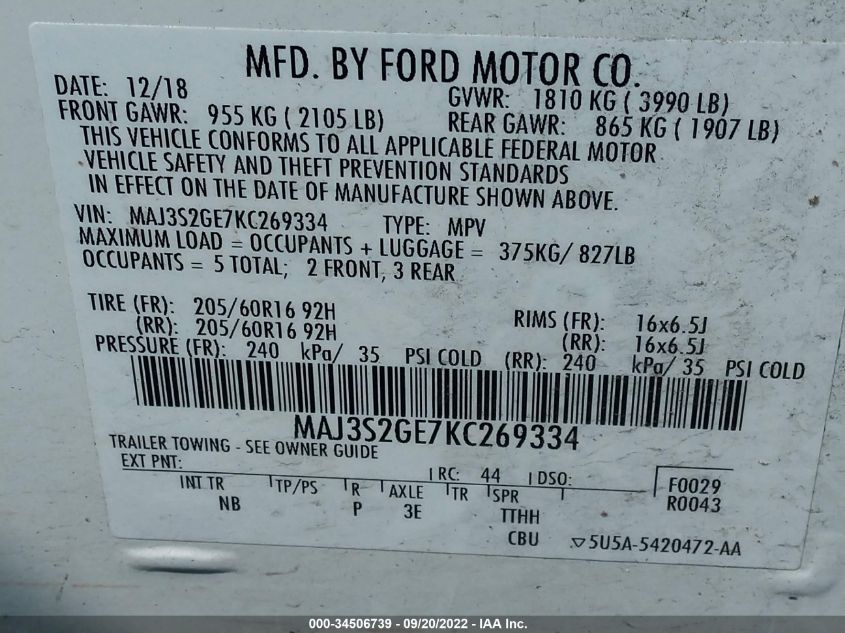 MFD. BY FORD MOTOR CO.
DATE: 12/18 GVWR: 1810 KG ( 3990 LB)
FRONT GAWR: 955 KG ( 2105 LB) REAR GAWR: 865 KG ( 1907 LB)
THIS VEHICLE CONFORMS TO ALL APPLICABLE FEDERAL MOTOR
VEHICLE SAFETY AND THEFT PREVENTION STANDARDS
IN EFFECT ON THE DATE OF MANUFACTURE SHOWN ABOVE.
VIN: MAJ3S2GE7KC269334 TYPE: MPV
MAXIMUM LOAD = OCCUPANTS + LUGGAGE = 375KG/ 827LB
OCCUPANTS = 5 TOTAL; 2 FRONT, 3 REAR
TIRE (FR): 205/60R16 92H RIMS (FR): 16x6.5J
(RR): 205/60R16 92H (RR): 16x6.5J
PRESSURE (FR): 240 kPa/ 35 PSI COLD (RR): 240 kPa/ 35 PSI COLD
MAJ3S2GE7KC269334
TRAILER TOWING - SEE OWNER GUIDE
EXT PNT: RC: 44 DSO: F0029
INT TR TP/PS R AXLE TR SPR R0043
NB P 3E TTHH
CBU ▽5U5A-5420472-AA
000-34506739 - 09/20/2022 - IAA Inc.